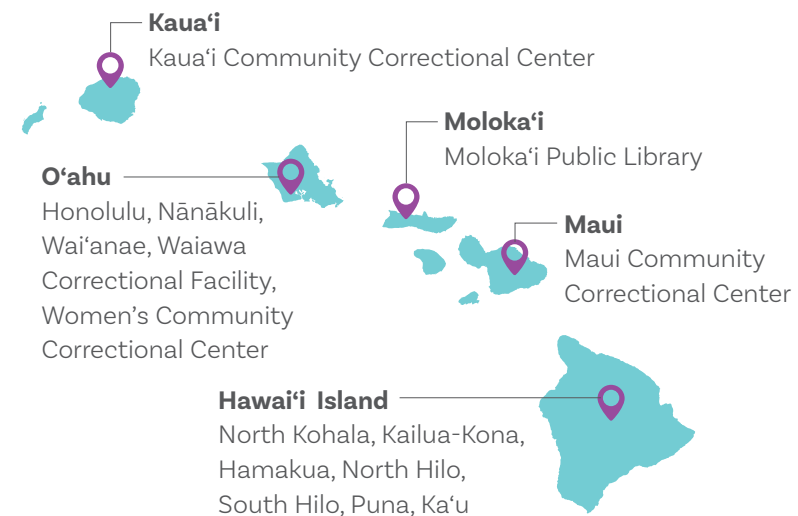 Kauaʻi
Kauaʻi Community Correctional Center
Molokaʻi
Molokaʻi Public Library
Oʻahu
Honolulu, Nānākuli,
Waiʻanae, Waiawa
Correctional Facility,
Women’s Community
Correctional Center
Maui
Maui Community
Correctional Center
Hawaiʻi Island
North Kohala, Kailua-Kona,
Hamakua, North Hilo,
South Hilo, Puna, Kaʻu